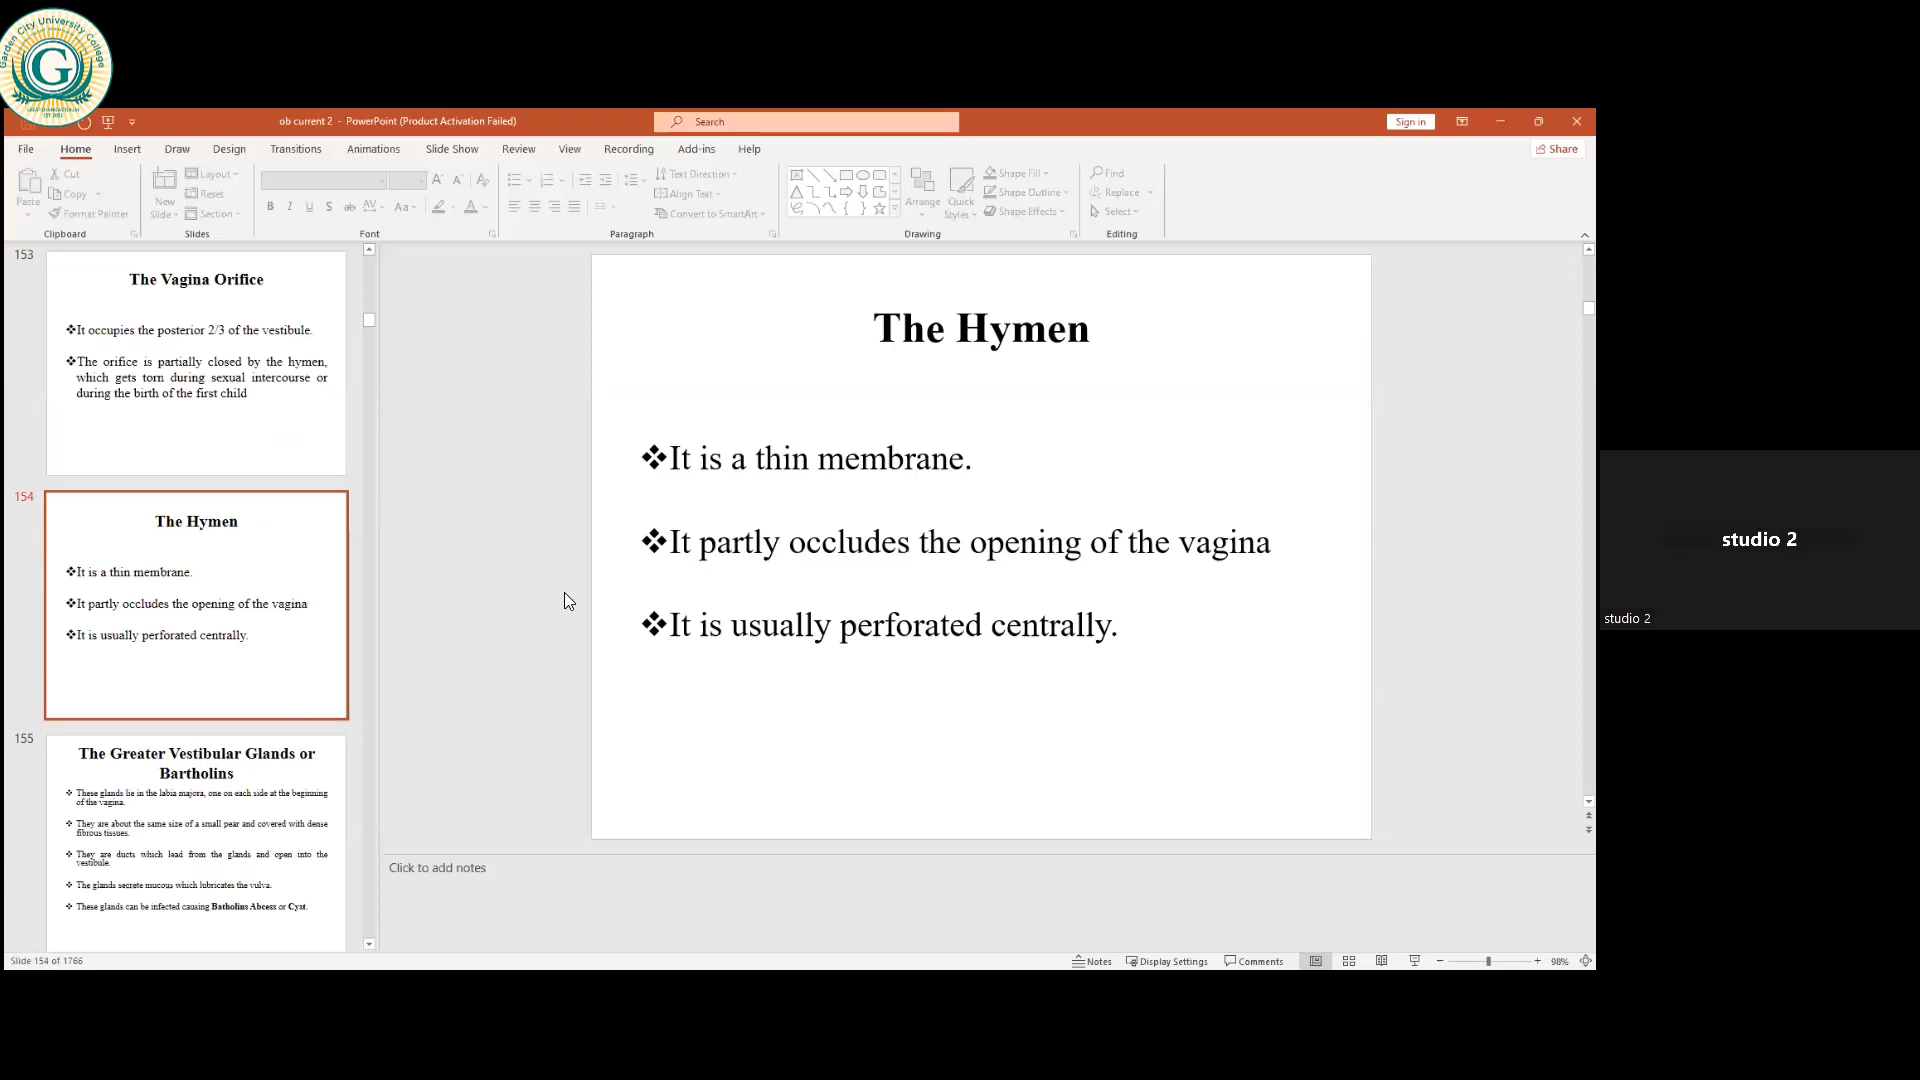 Garden City University College
G
ob current 2 - PowerPoint (Product Activation Failed)
Search
Sign in
File Home Insert Draw Design Transitions Animations Slide Show Review View Recording Add-ins Help
Share
Paste
Cut
Copy
Format Painter
Clipboard
New Slide
Layout
Reset
Section
Slides
Font
Text Direction
Align Text
Convert to SmartArt
Paragraph
Arrange
Quick Styles
Shape Fill
Shape Outline
Shape Effects
Drawing
Find
Replace
Select
Editing
153
The Vagina Orifice
❖It occupies the posterior 2/3 of the vestibule.
❖The orifice is partially closed by the hymen,
which gets torn during sexual intercourse or
during the birth of the first child
154
The Hymen
❖It is a thin membrane.
❖It partly occludes the opening of the vagina
❖It is usually perforated centrally.
155
The Greater Vestibular Glands or
Bartholins
❖ These glands lie in the labia majora, one on each side at the beginning
of the vagina.
❖ They are about the same size of a small pear and covered with dense
fibrous tissues.
❖ They are ducts which lead from the glands and open into the
vestibule.
❖ The glands secrete mucous which lubricates the vulva.
❖ These glands can be infected causing Batholins Abcess or Cyst.
The Hymen
❖It is a thin membrane.
❖It partly occludes the opening of the vagina
❖It is usually perforated centrally.
Click to add notes
studio 2
studio 2
Slide 154 of 1766
Notes
Display Settings
Comments
98%